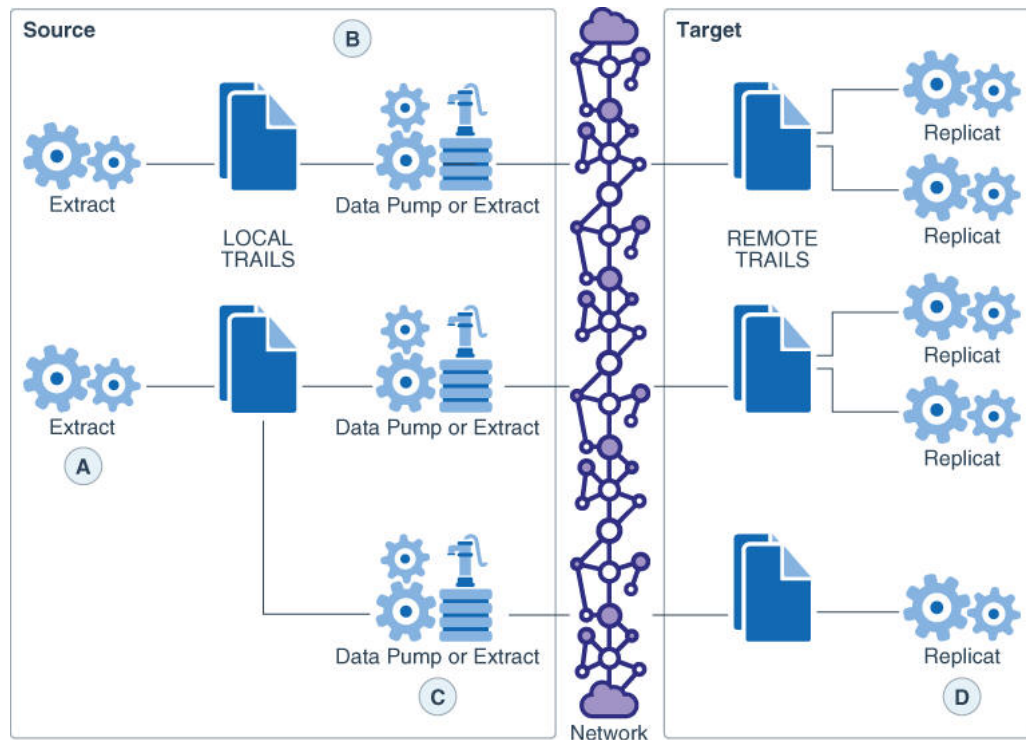 Source
B
Target
Extract
Data Pump or Extract
Replicat
Replicat
LOCAL
TRAILS
REMOTE
TRAILS
Extract
A
Data Pump or Extract
Replicat
Replicat
Data Pump or Extract
C
Replicat
D
Network